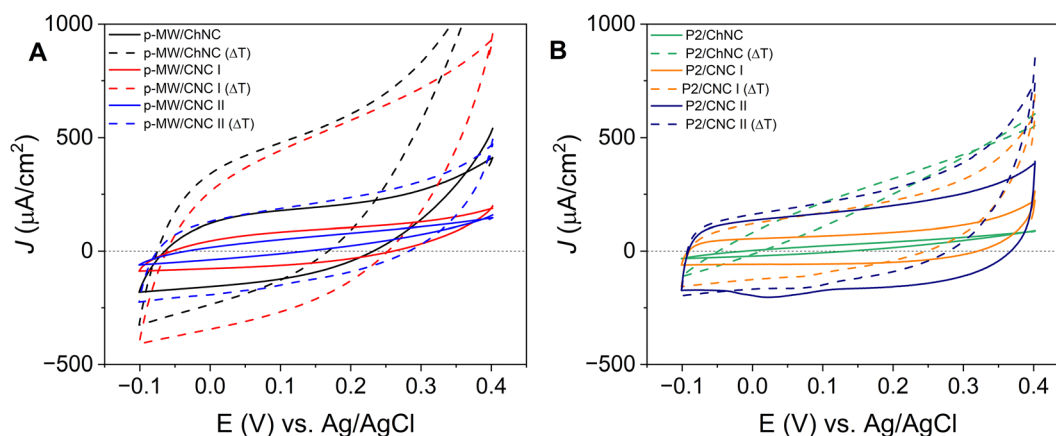 A
1000
500
0
−500
J (µA/cm²)
p-MW/ChNC
p-MW/ChNC (ΔT)
p-MW/CNC I
p-MW/CNC I (ΔT)
p-MW/CNC II
p-MW/CNC II (ΔT)
−0.1 0.0 0.1 0.2 0.3 0.4
E (V) vs. Ag/AgCl
B
1000
500
0
−500
J (µA/cm²)
P2/ChNC
P2/ChNC (ΔT)
P2/CNC I
P2/CNC I (ΔT)
P2/CNC II
P2/CNC II (ΔT)
−0.1 0.0 0.1 0.2 0.3 0.4
E (V) vs. Ag/AgCl